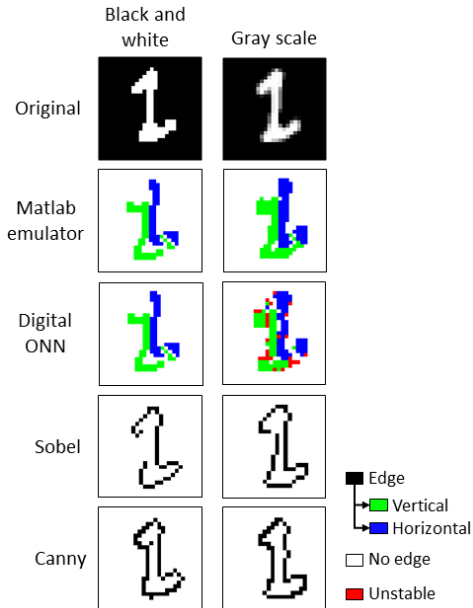 Black and
white
Gray scale
Original
Matlab
emulator
Digital
ONN
Sobel
Canny
Edge
Vertical
Horizontal
No edge
Unstable